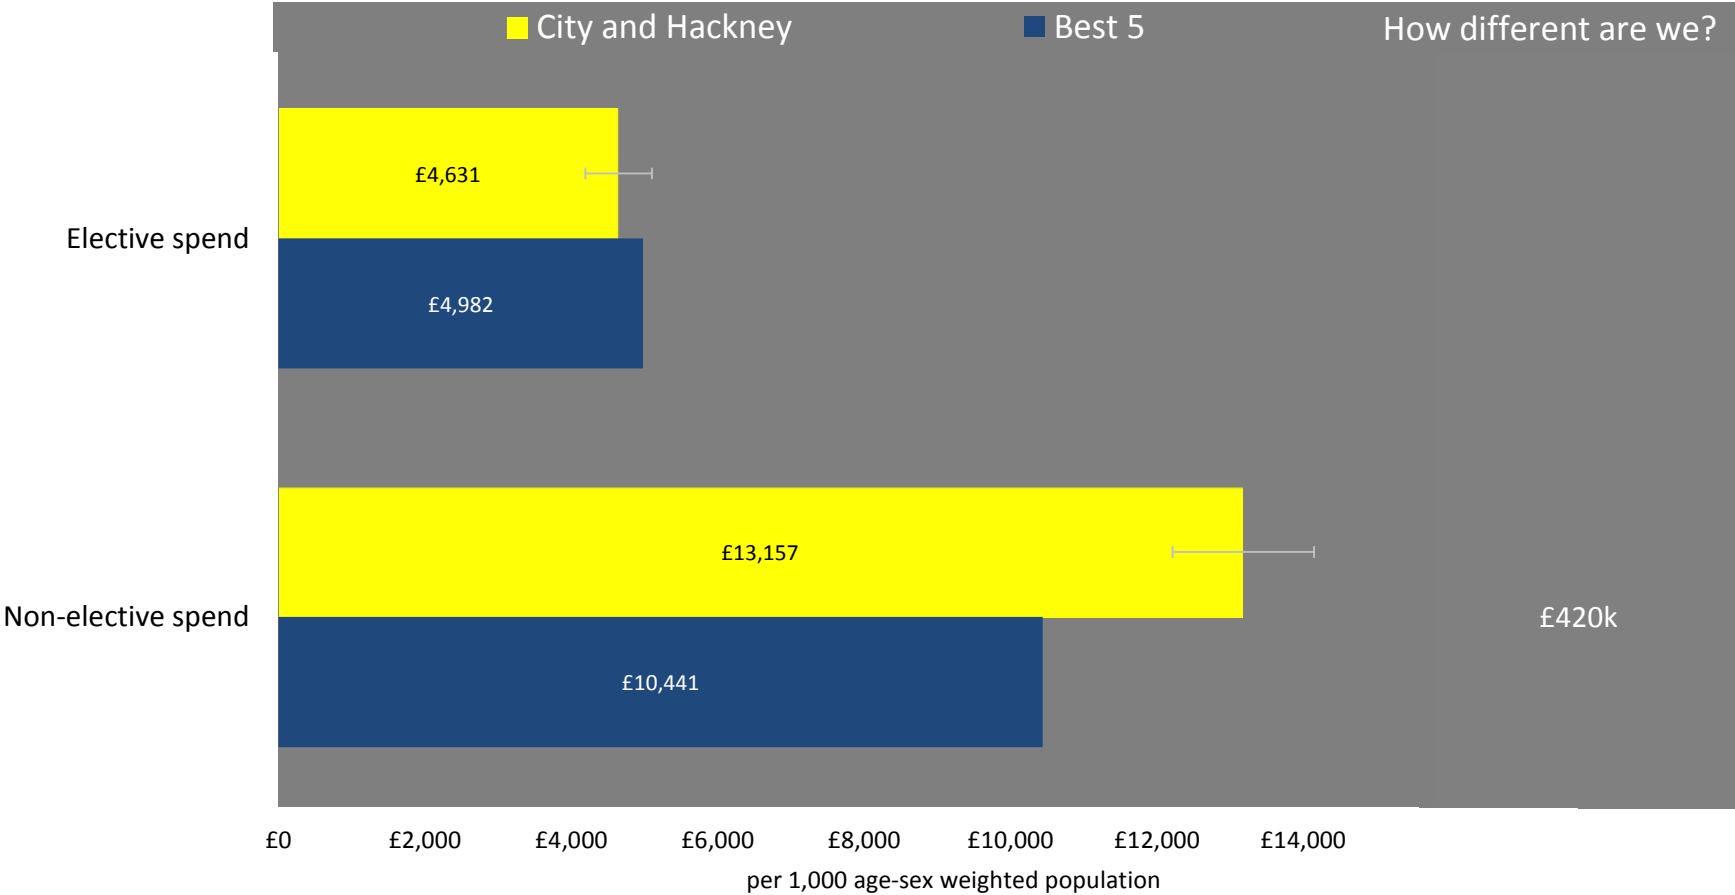 City and Hackney Best 5 How different are we?
£4,631
Elective spend
£4,982
£13,157
Non-elective spend £420k
£10,441
£0 £2,000 £4,000 £6,000 £8,000 £10,000 £12,000 £14,000
per 1,000 age-sex weighted population